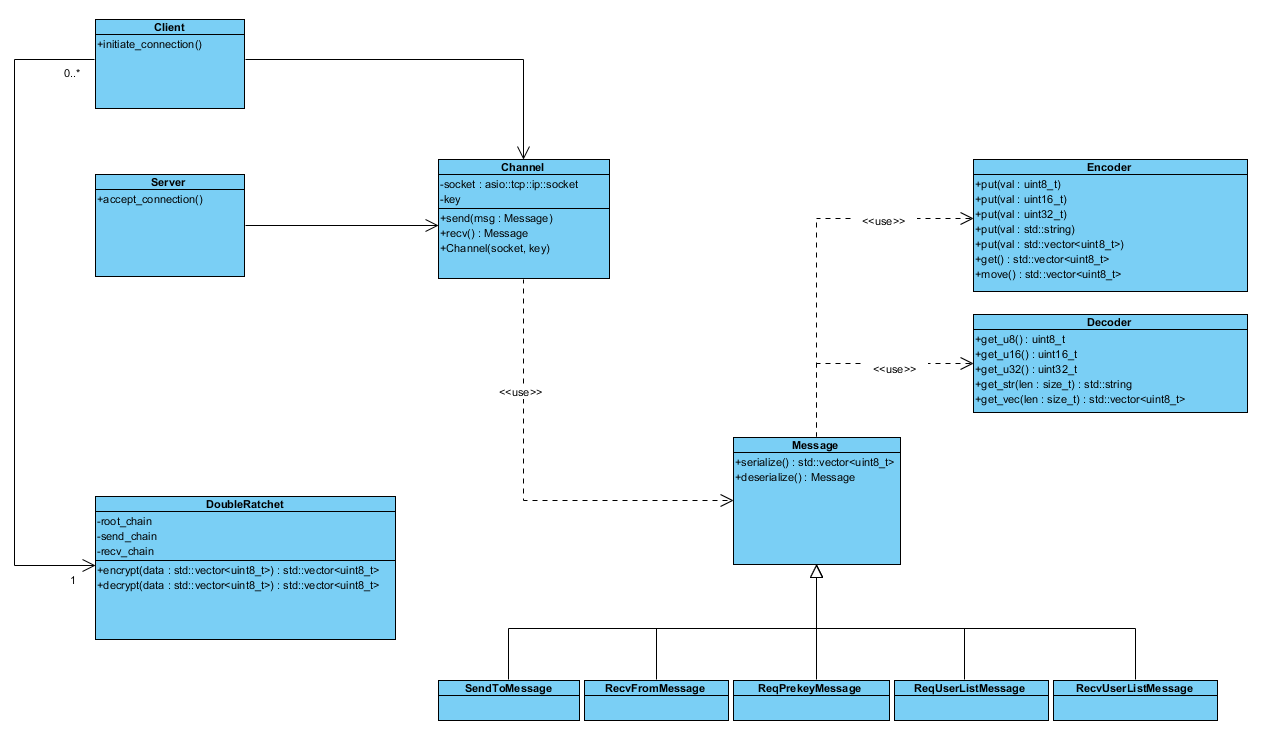 Client
+initiate_connection()
0..*
Server
+accept_connection()
Channel
-socket : asio::tcp::ip::socket
-key
+send(msg : Message)
+recv() : Message
+Channel(socket, key)
Encoder
+put(val : uint8_t)
+put(val : uint16_t)
+put(val : uint32_t)
+put(val : std::string)
+put(val : std::vector<uint8_t>)
+get() : std::vector<uint8_t>
+move() : std::vector<uint8_t>
<<use>>
Decoder
+get_u8() : uint8_t
+get_u16() : uint16_t
+get_u32() : uint32_t
+get_str(len : size_t) : std::string
+get_vec(len : size_t) : std::vector<uint8_t>
<<use>>
<<use>>
Message
+serialize() : std::vector<uint8_t>
+deserialize() : Message
DoubleRatchet
-root_chain
-send_chain
-recv_chain
+encrypt(data : std::vector<uint8_t>) : std::vector<uint8_t>
+decrypt(data : std::vector<uint8_t>) : std::vector<uint8_t>
1
SendToMessage
RecvFromMessage
ReqPrekeyMessage
ReqUserListMessage
RecvUserListMessage